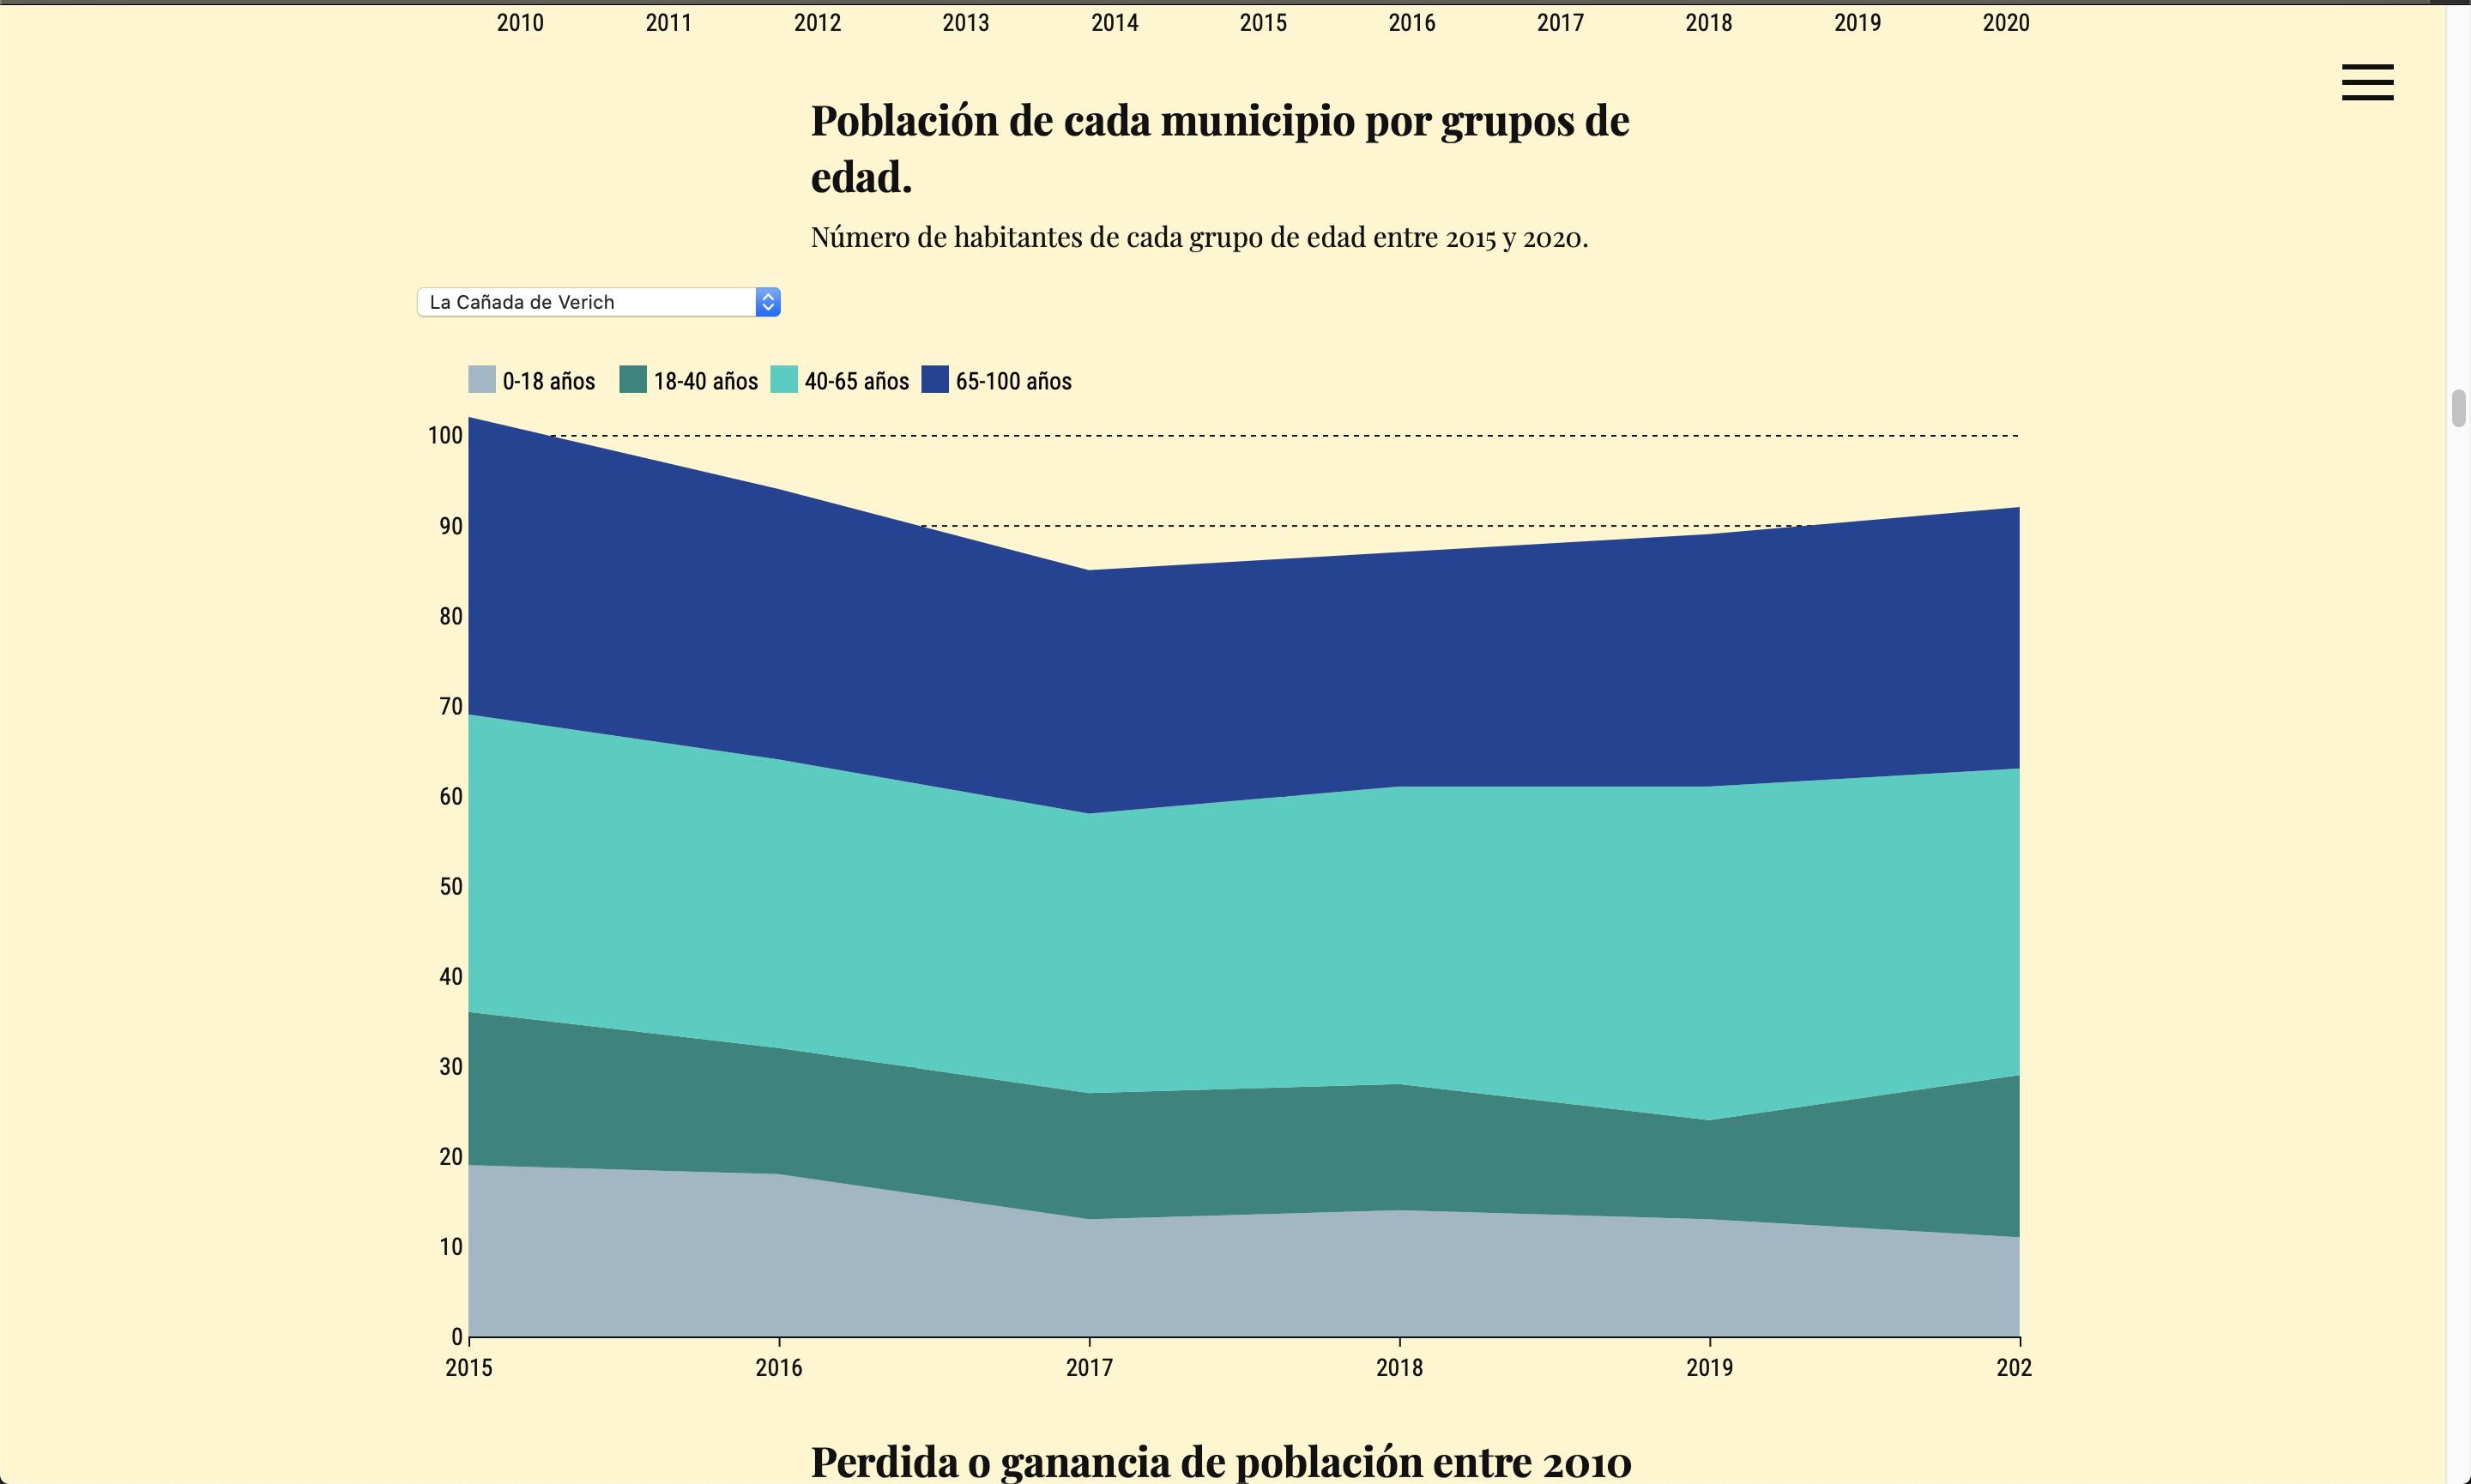 2010 2011 2012 2013 2014 2015 2016 2017 2018 2019 2020
Población de cada municipio por grupos de
edad.
Número de habitantes de cada grupo de edad entre 2015 y 2020.
La Cañada de Verich
0-18 años 18-40 años 40-65 años 65-100 años
100
90
80
70
60
50
40
30
20
10
0
2015 2016 2017 2018 2019 202
Perdida o ganancia de población entre 2010